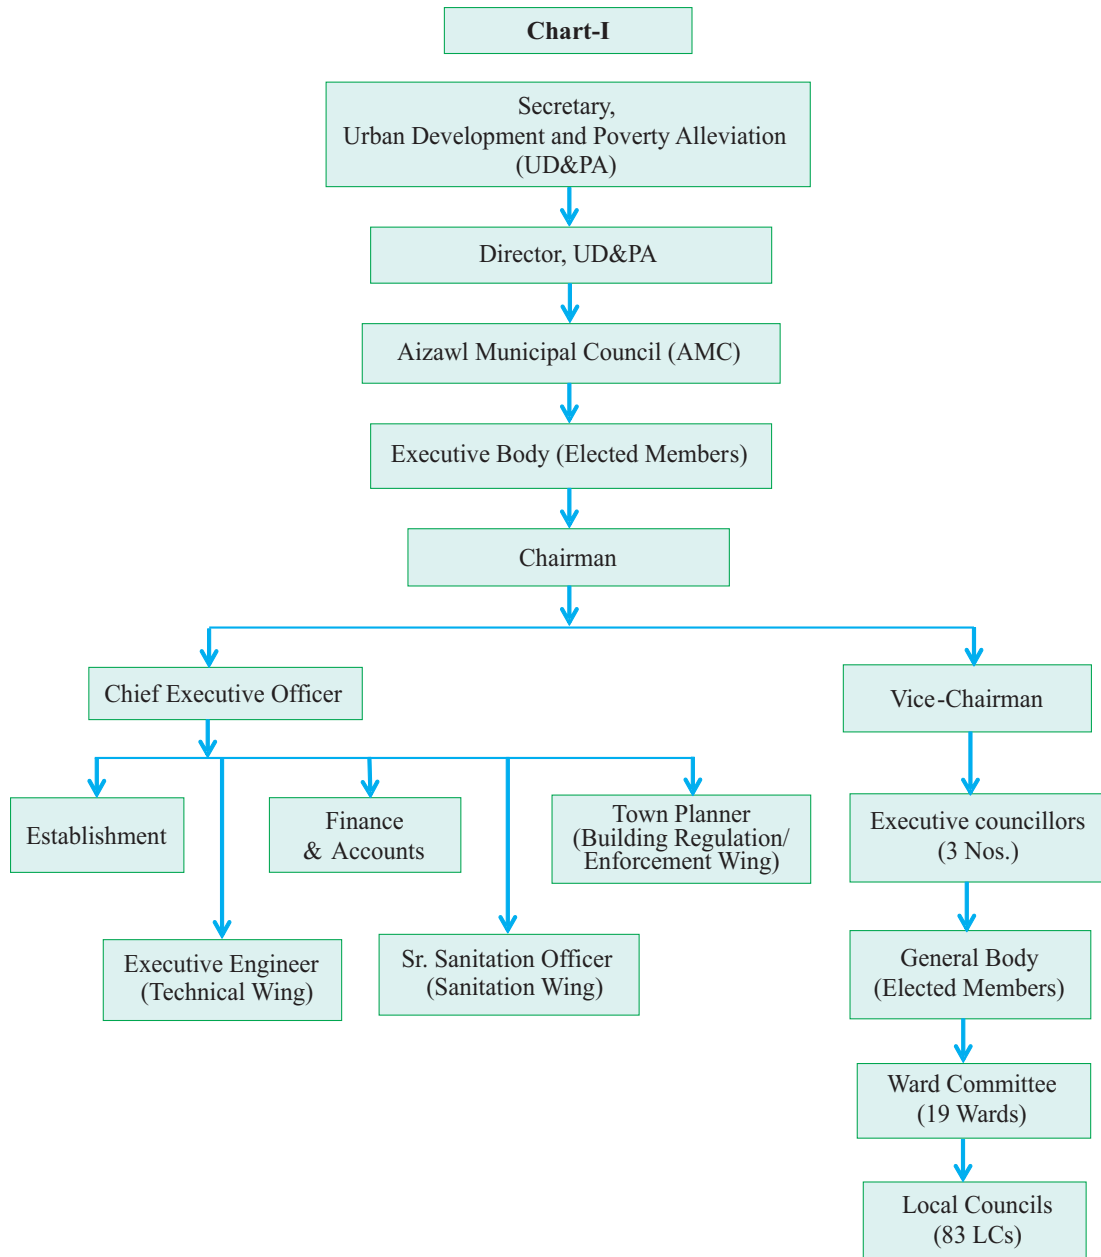 Chart-I
Secretary,
Urban Development and Poverty Alleviation
(UD&PA)
Director, UD&PA
Aizawl Municipal Council (AMC)
Executive Body (Elected Members)
Chairman
Chief Executive Officer
Vice-Chairman
Establishment
Finance
& Accounts
Town Planner
(Building Regulation/
Enforcement Wing)
Executive councillors
(3 Nos.)
Executive Engineer
(Technical Wing)
Sr. Sanitation Officer
(Sanitation Wing)
General Body
(Elected Members)
Ward Committee
(19 Wards)
Local Councils
(83 LCs)